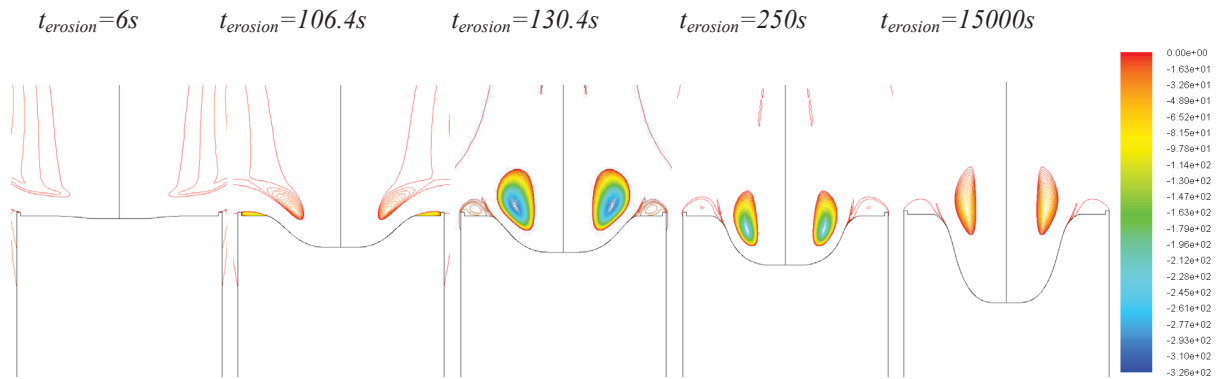 t_erosion=6s
t_erosion=106.4s
t_erosion=130.4s
t_erosion=250s
t_erosion=15000s
0.00e+00
-1.63e+01
-3.26e+01
-4.89e+01
-6.52e+01
-8.15e+01
-9.78e+01
-1.14e+02
-1.30e+02
-1.47e+02
-1.63e+02
-1.79e+02
-1.96e+02
-2.12e+02
-2.28e+02
-2.45e+02
-2.61e+02
-2.77e+02
-2.93e+02
-3.10e+02
-3.26e+02